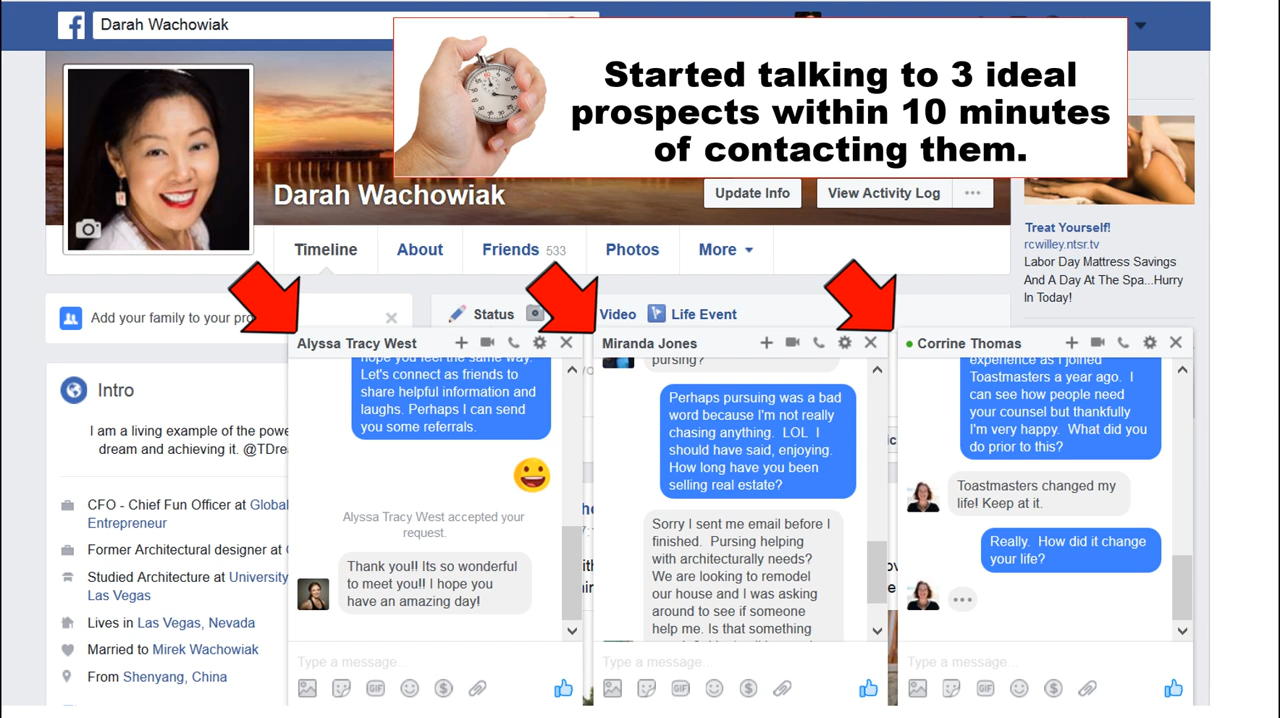 Darah Wachowiak
Started talking to 3 ideal
prospects within 10 minutes
of contacting them.
Darah Wachowiak
Update Info
View Activity Log
Timeline
About
Friends 533
Photos
More
Treat Yourself!
rcwilley.ntsr.tv
Labor Day Mattress Savings
And A Day At The Spa...Hurry
In Today!
Add your family to your
Status
Video
Life Event
Intro
I am a living example of the
dream and achieving it.
CFO - Chief Fun Officer at
Entrepreneur
Former Architectural designer at
Studied Architecture at University
Las Vegas
Lives in Las Vegas, Nevada
Married to Mirek Wachowiak
From Shenyang, China
Alyssa Tracy West
hope you feel the same way.
Let's connect as friends to
share helpful information and
laughs. Perhaps I can send
you some referrals.
Alyssa Tracy West accepted your
request.
Thank you!! Its so wonderful
to meet you!! I hope you
have an amazing day!
Type a message...
GIF
Miranda Jones
pursing?
Perhaps pursuing was a bad
word because I'm not really
chasing anything. LOL I
should have said, enjoying.
How long have you been
selling real estate?
Sorry I sent me email before I
finished. Pursing helping
with architecturally needs?
We are looking to remodel
our house and I was asking
around to see if someone
help me. Is that something
Type a message...
GIF
Corrine Thomas
experience as I joined
Toastmasters a year ago. I
can see how people need
your counsel but thankfully
I'm very happy. What did you
do prior to this?
Toastmasters changed my
life! Keep at it.
Really. How did it change
your life?
Type a message...
GIF